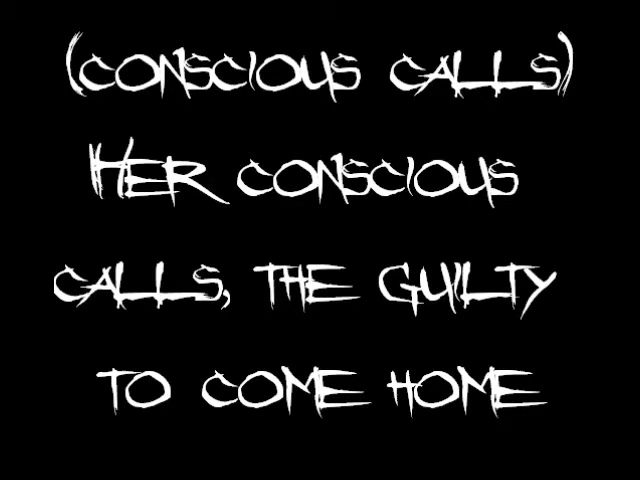 (CONSCIOUS CALLS)
HER CONSCIOUS
CALLS, THE GUILTY
TO COME HOME